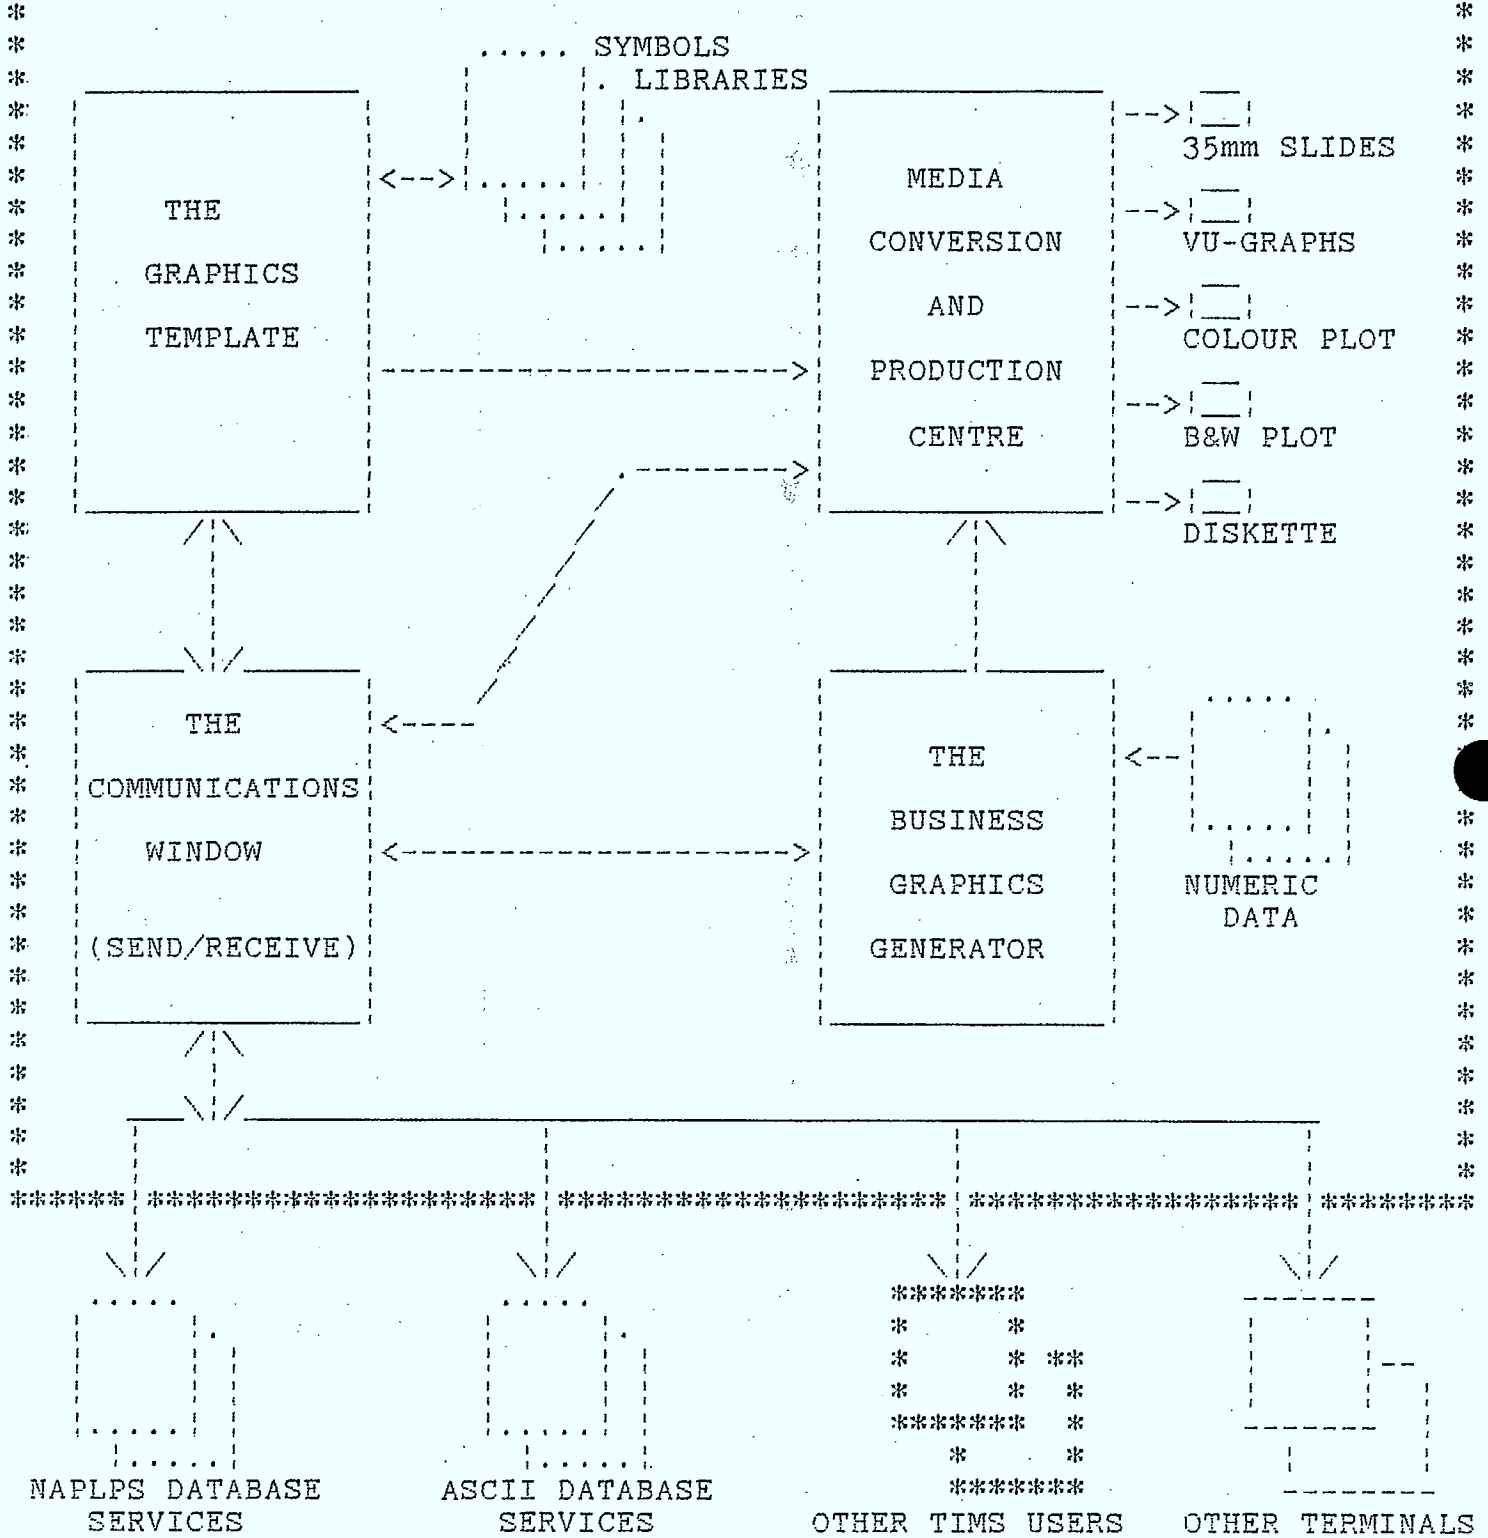 SYMBOLS
LIBRARIES
THE
GRAPHICS
TEMPLATE
MEDIA
CONVERSION
AND
PRODUCTION
CENTRE
35mm SLIDES
VU-GRAPHS
COLOUR PLOT
B&W PLOT
DISKETTE
THE
COMMUNICATIONS
WINDOW
(SEND/RECEIVE)
THE
BUSINESS
GRAPHICS
GENERATOR
NUMERIC
DATA
NAPLPS DATABASE
SERVICES
ASCII DATABASE
SERVICES
OTHER TIMS USERS
OTHER TERMINALS